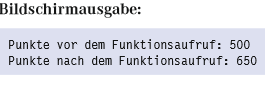 Bildschirmausgabe:
Punkte vor dem Funktionsaufruf: 500
Punkte nach dem Funktionsaufruf: 650